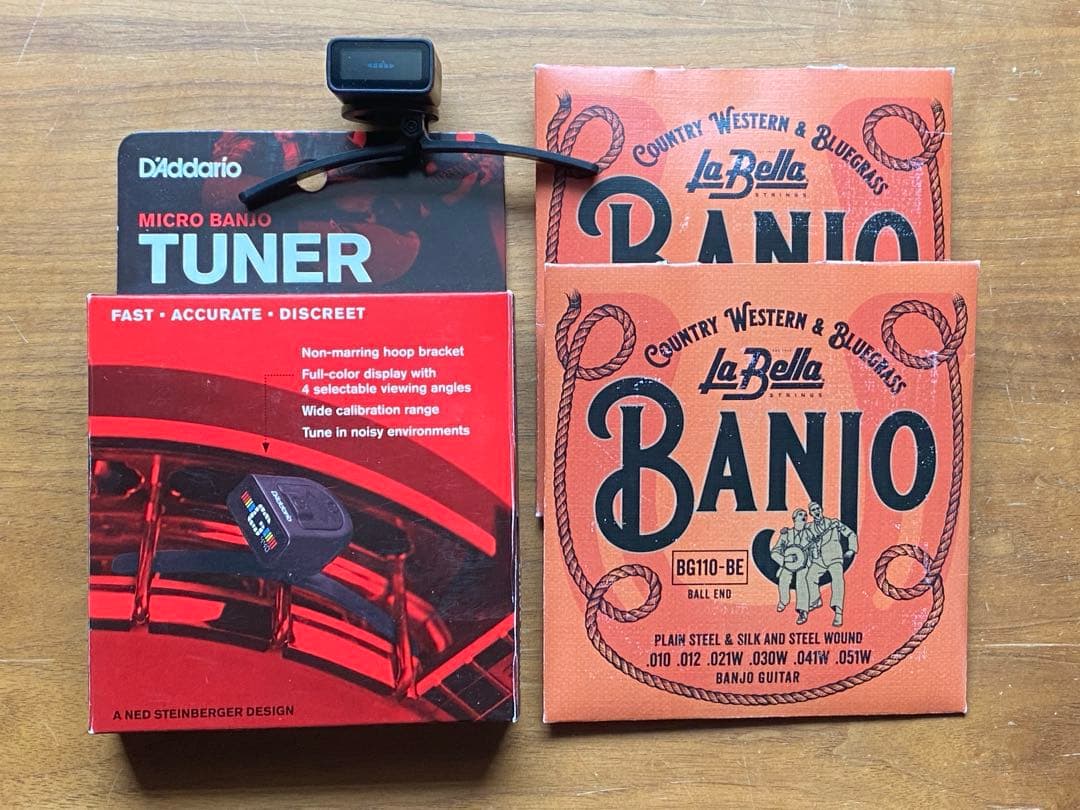 D'Addario
MICRO BANJO
TUNER
FAST • ACCURATE • DISCREET
Non-marring hoop bracket
Full-color display with
4 selectable viewing angles
Wide calibration range
Tune in noisy environments
D'Addario
A NED STEINBERGER DESIGN
COUNTRY WESTERN & BLUEGRASS
La Bella
STRINGS
BANJO
COUNTRY WESTERN & BLUEGRASS
La Bella
STRINGS
BANJO
BG110-BE
BALL END
PLAIN STEEL & SILK AND STEEL WOUND
.010 .012 .021W .030W .041W .051W
BANJO GUITAR